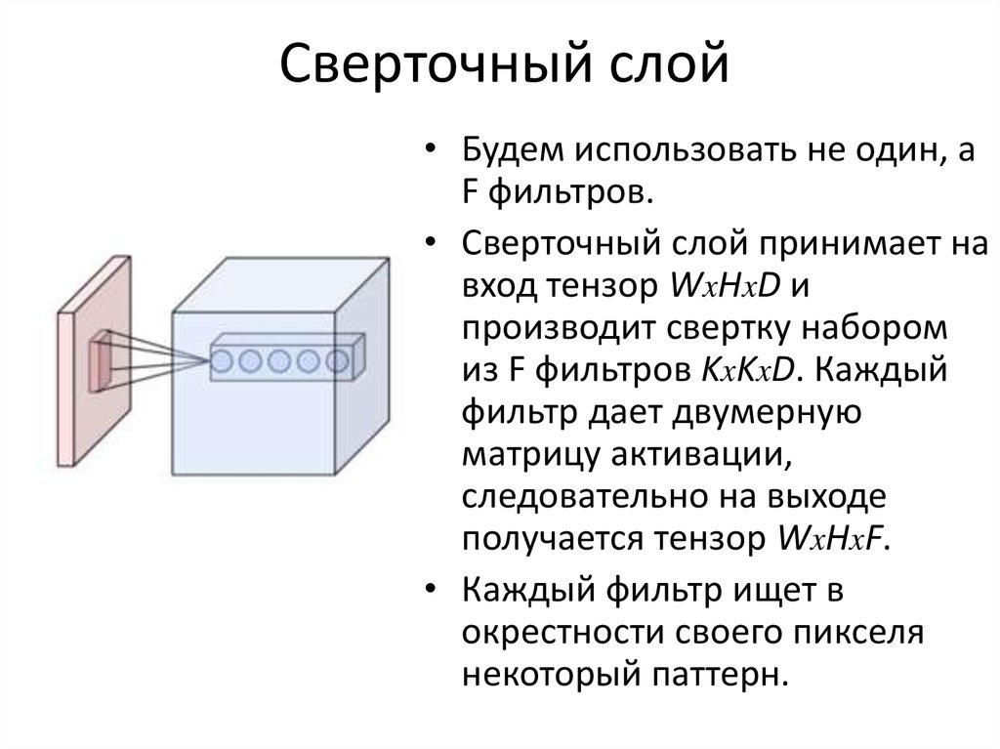 Сверточный слой
• Будем использовать не один, а
F фильтров.
• Сверточный слой принимает на
вход тензор WxHxD и
производит свертку набором
из F фильтров KxKxD. Каждый
фильтр дает двумерную
матрицу активации,
следовательно на выходе
получается тензор WxHxF.
• Каждый фильтр ищет в
окрестности своего пикселя
некоторый паттерн.